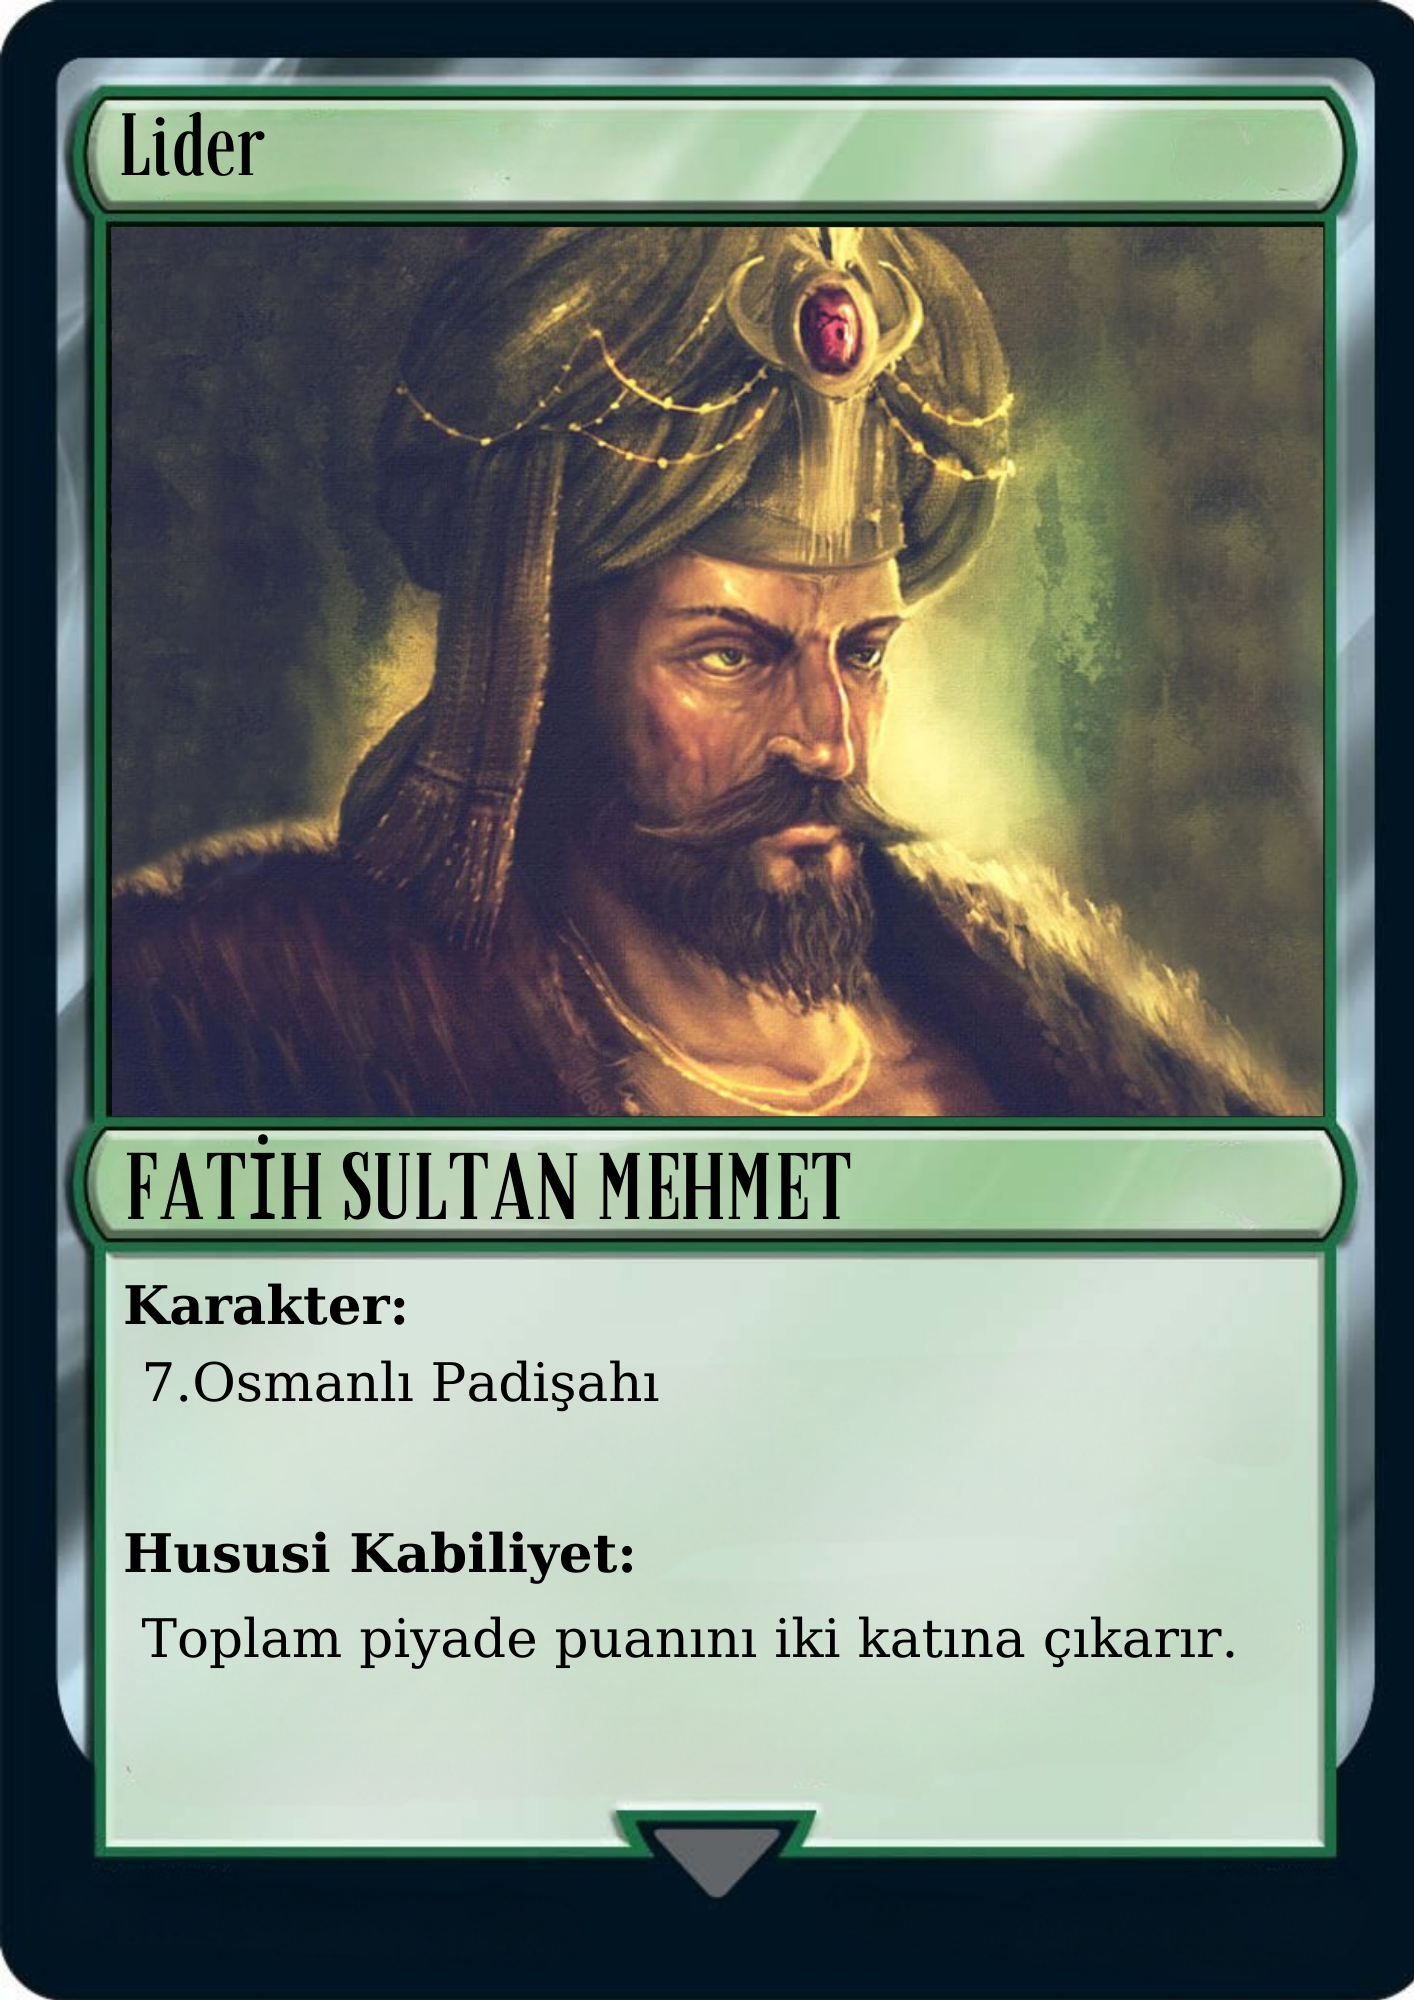 Lider
FATİH SULTAN MEHMET
Karakter:
7.Osmanlı Padişahı
Hususi Kabiliyet:
Toplam piyade puanını iki katına çıkarır.